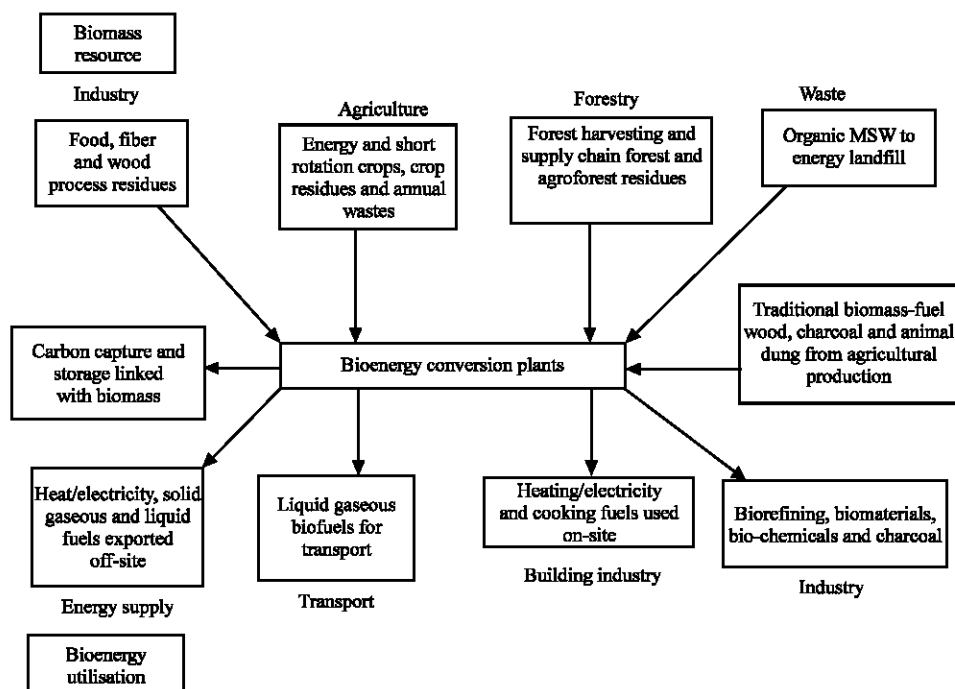 Biomass
resource
Industry
Food, fiber
and wood
process residues
Agriculture
Energy and short
rotation crops, crop
residues and annual
wastes
Forestry
Forest harvesting and
supply chain forest and
agroforest residues
Waste
Organic MSW to
energy landfill
Carbon capture and
storage linked
with biomass
Bioenergy conversion plants
Traditional biomass-fuel
wood, charcoal and animal
dung from agricultural
production
Heat/electricity, solid
gaseous and liquid
fuels exported
off-site
Energy supply
Liquid gaseous
biofuels for
transport
Transport
Heating/electricity
and cooking fuels used
on-site
Building industry
Biorefining, biomaterials,
bio-chemicals and charcoal
Industry
Bioenergy
utilisation